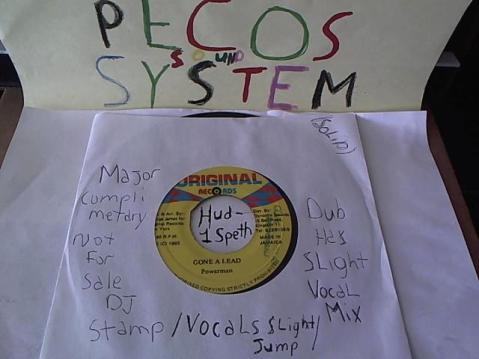 PECOS
SOUND
SYSTEM
(SOLID)
Major
compli
metary
Not
For
Sale
DJ
Stamp / Vocals slight /
Jump
ORIGINAL
RECORDS
Hud-
1 Speth
MADE IN
JAMAICA
GONE A LEAD
Powerman
Dub
Has
Slight
Vocal
Mix